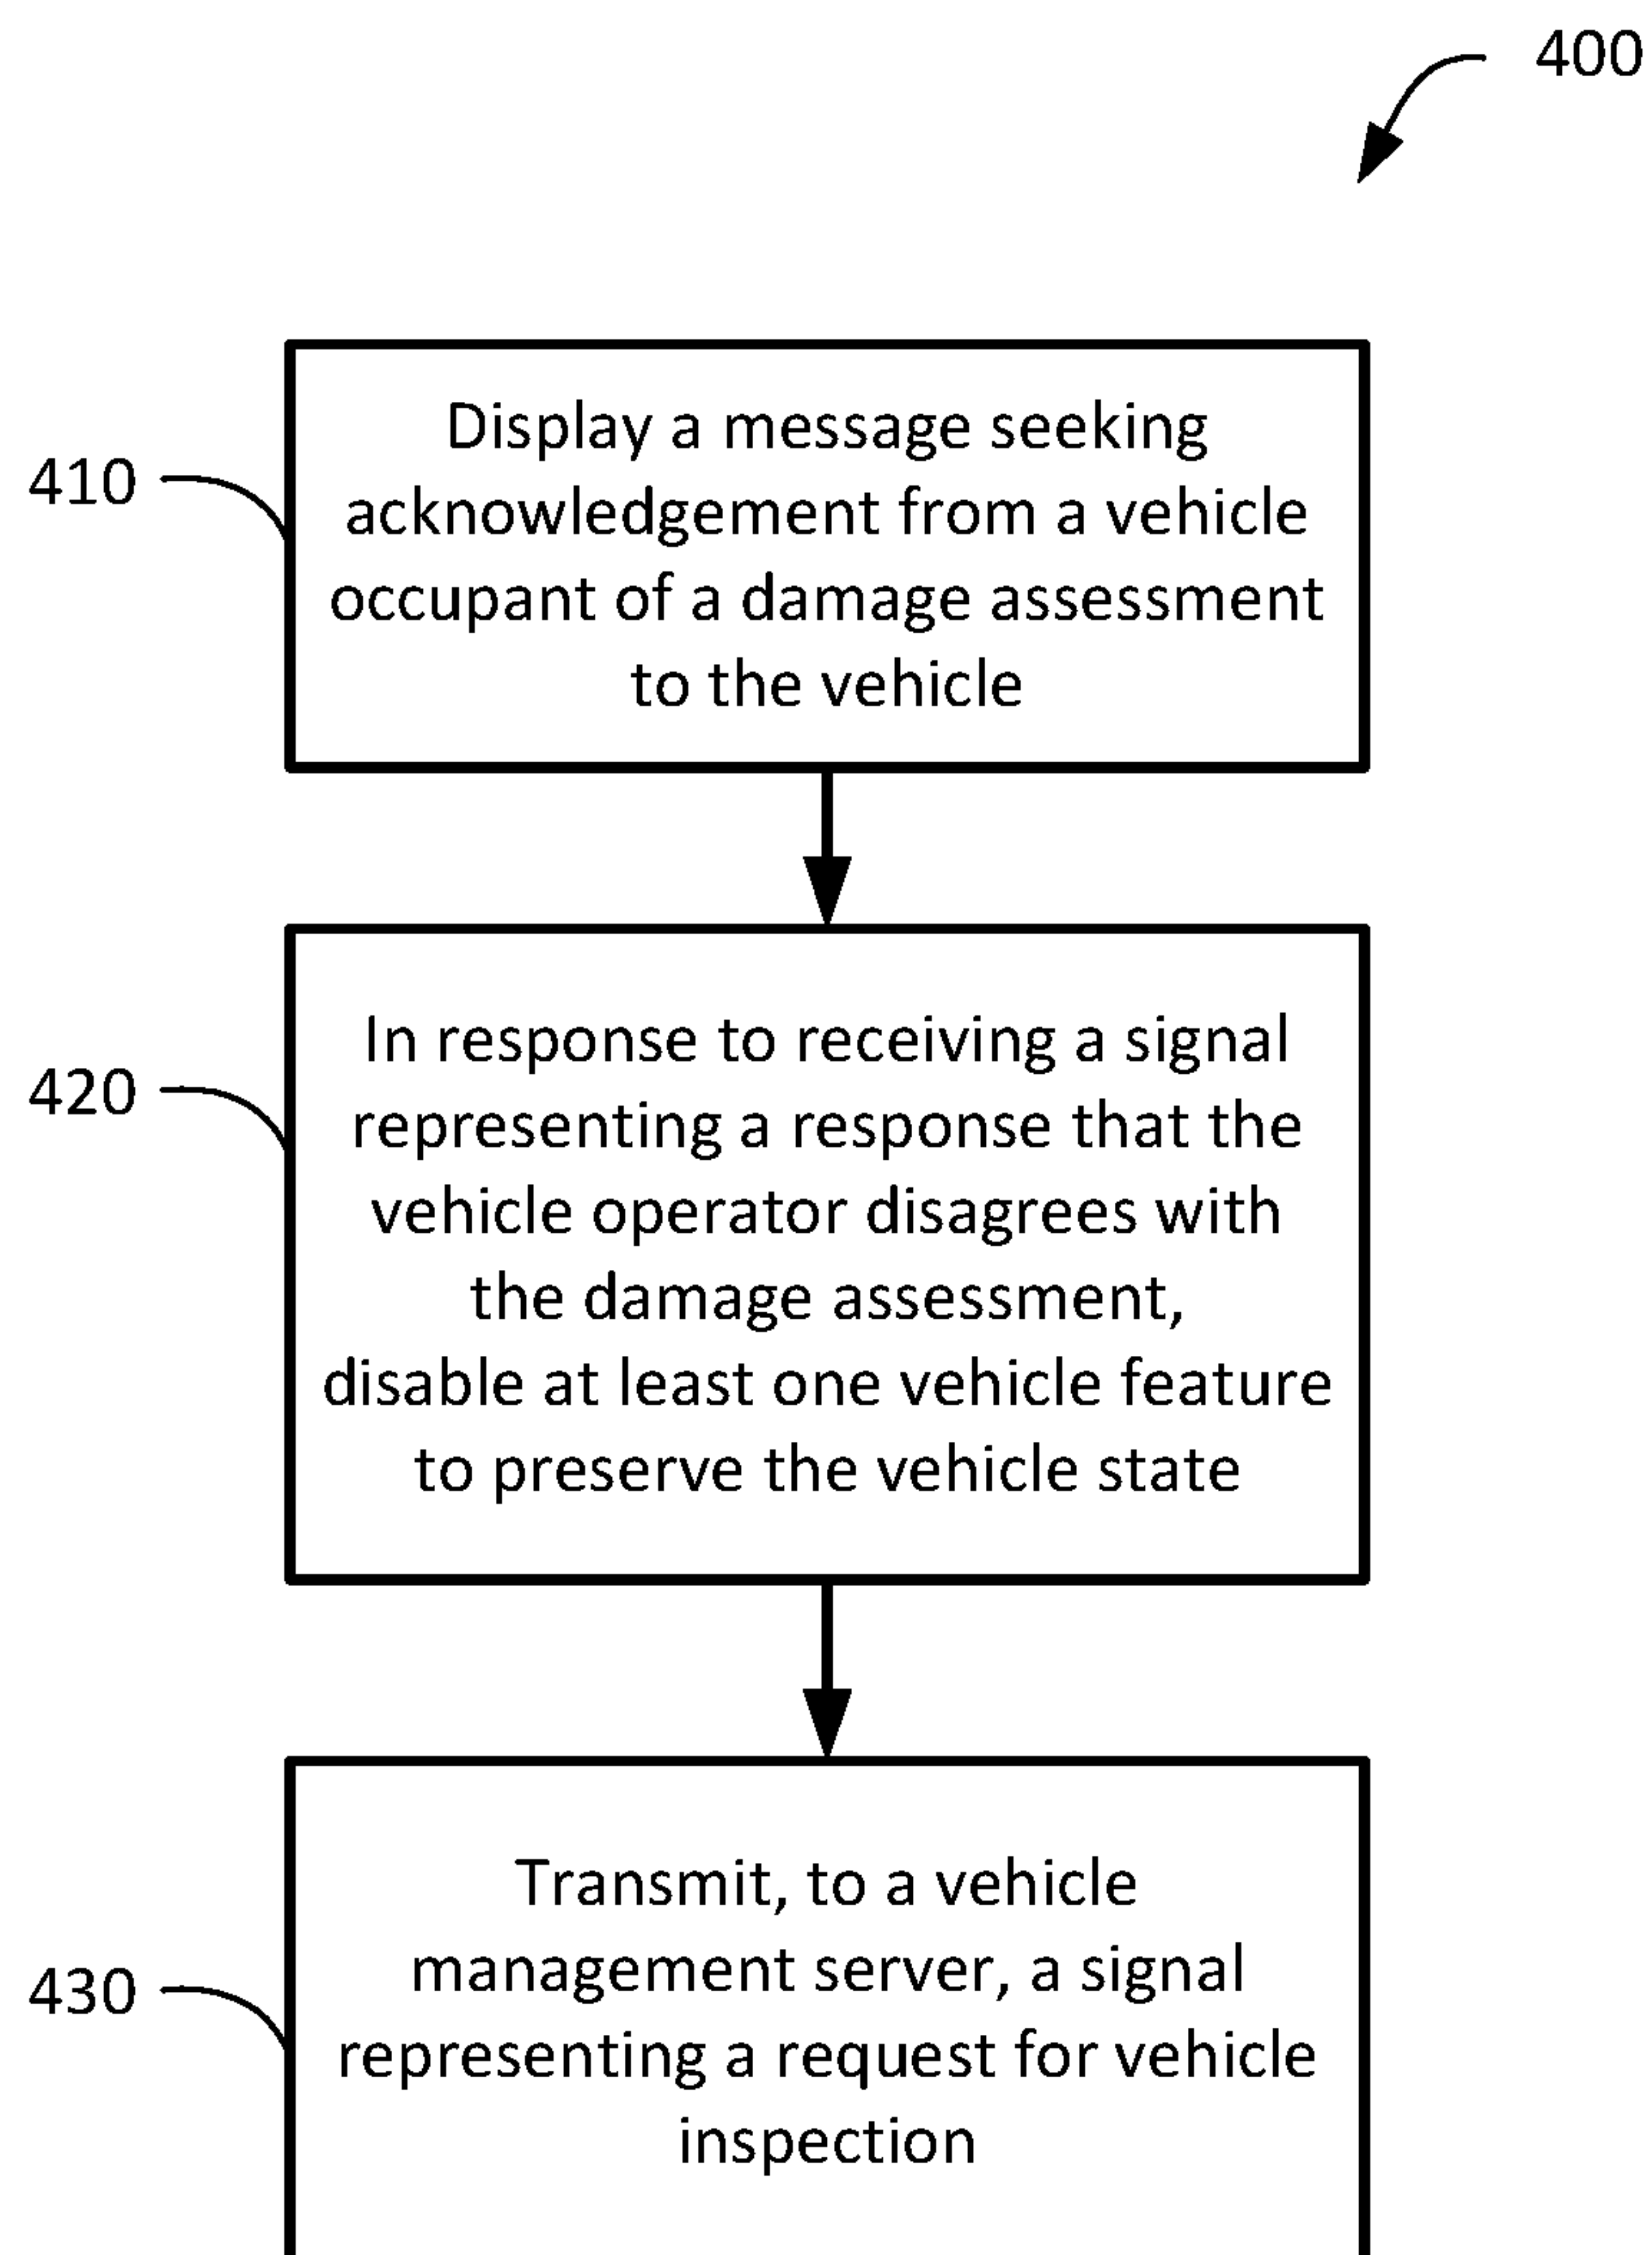 400
410
Display a message seeking
acknowledgement from a vehicle
occupant of a damage assessment
to the vehicle
420
In response to receiving a signal
representing a response that the
vehicle operator disagrees with
the damage assessment,
disable at least one vehicle feature
to preserve the vehicle state
430
Transmit, to a vehicle
management server, a signal
representing a request for vehicle
inspection